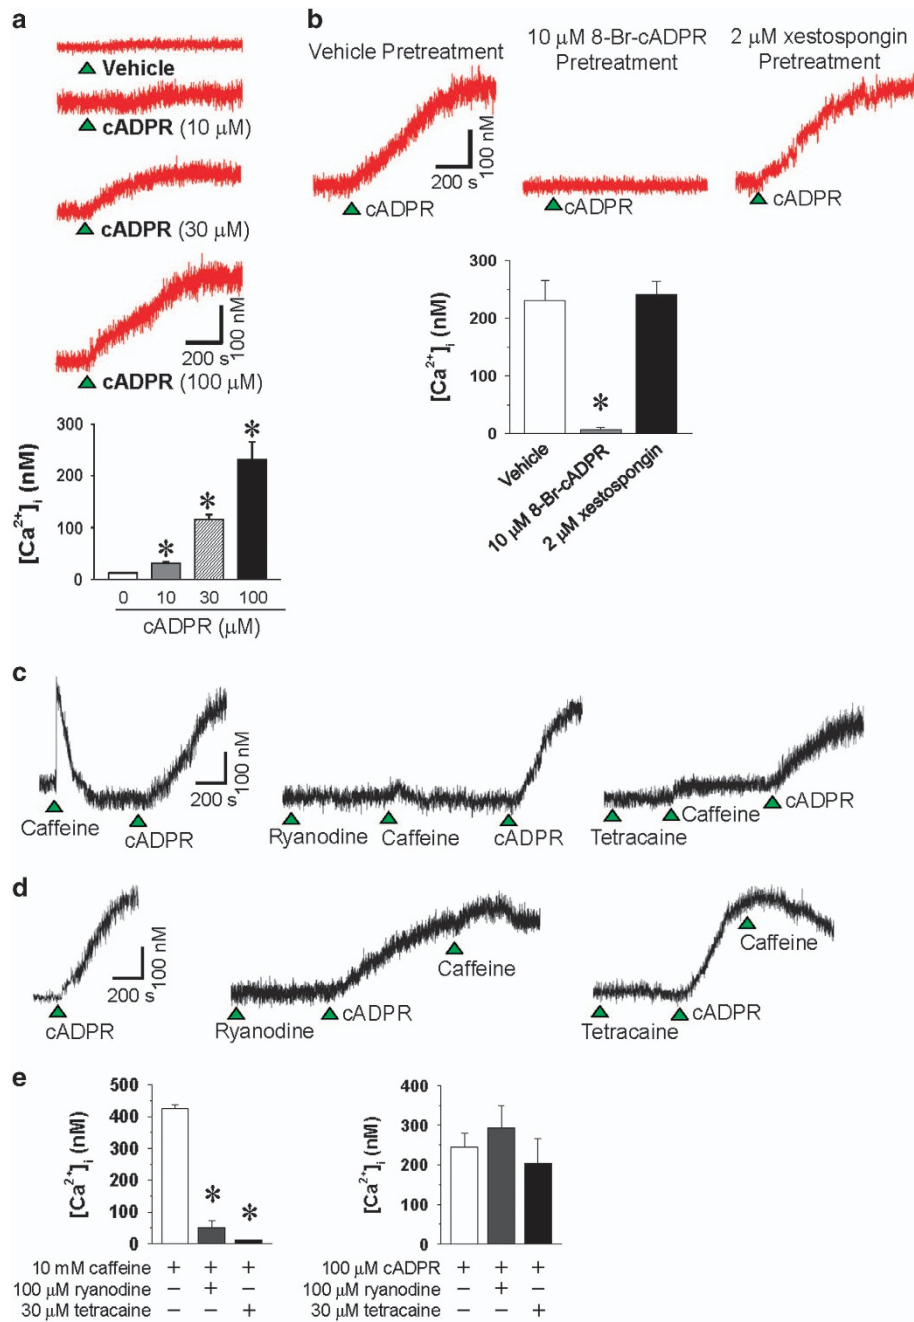 a
Vehicle
cADPR (10 μM)
cADPR (30 μM)
200 s
100 nM
cADPR (100 μM)
300
200
100
0
[Ca²⁺]ᵢ (nM)
*
*
*
0 10 30 100
cADPR (μM)
b
Vehicle Pretreatment
10 μM 8-Br-cADPR
Pretreatment
2 μM xestospongin
Pretreatment
200 s
100 nM
cADPR
cADPR
cADPR
300
200
100
0
[Ca²⁺]ᵢ (nM)
*
Vehicle
10 μM 8-Br-cADPR
2 μM xestospongin
c
200 s
100 nM
Caffeine
cADPR
Ryanodine
Caffeine
cADPR
Tetracaine
Caffeine
cADPR
d
200 s
100 nM
cADPR
Ryanodine
cADPR
Caffeine
Tetracaine
cADPR
Caffeine
e
500
400
300
200
100
0
[Ca²⁺]ᵢ (nM)
*
*
10 mM caffeine + + +
100 μM ryanodine − + −
30 μM tetracaine − − +
400
300
200
100
0
[Ca²⁺]ᵢ (nM)
100 μM cADPR + + +
100 μM ryanodine − + −
30 μM tetracaine − − +